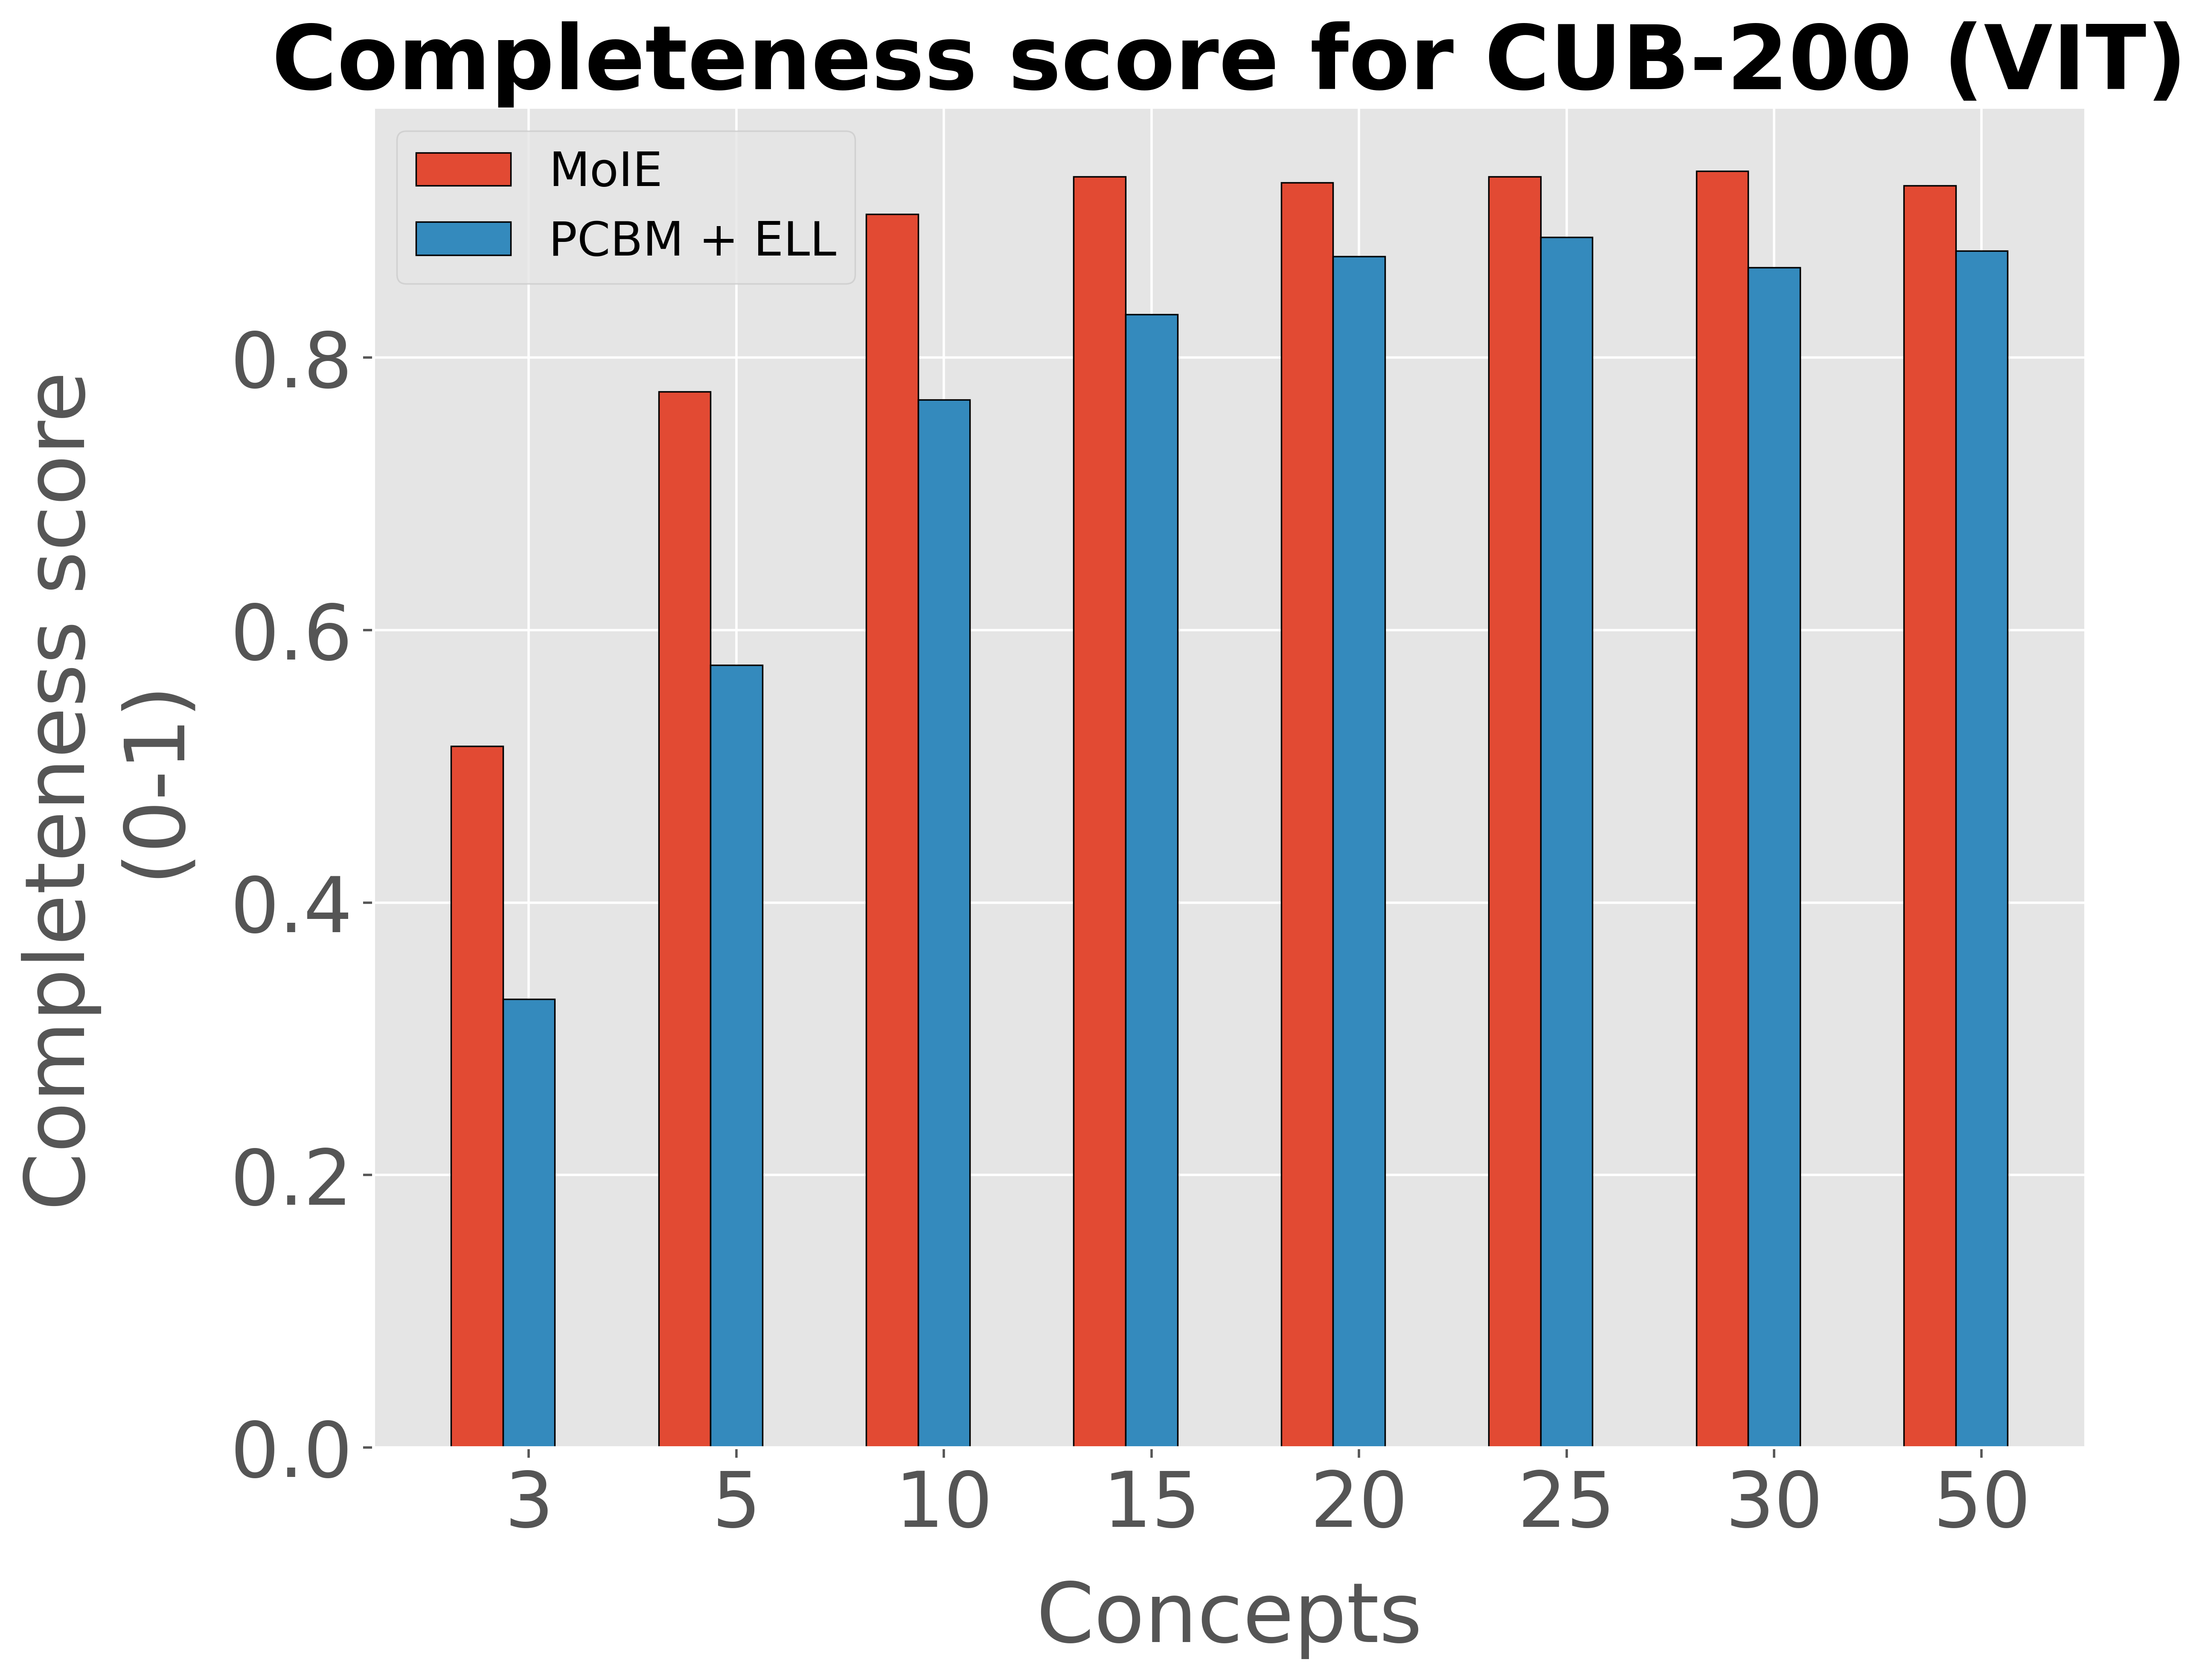 Completeness score for CUB-200 (VIT)
MoIE
PCBM + ELL
Completeness score
(0-1)
0.8
0.6
0.4
0.2
0.0
3 5 10 15 20 25 30 50
Concepts